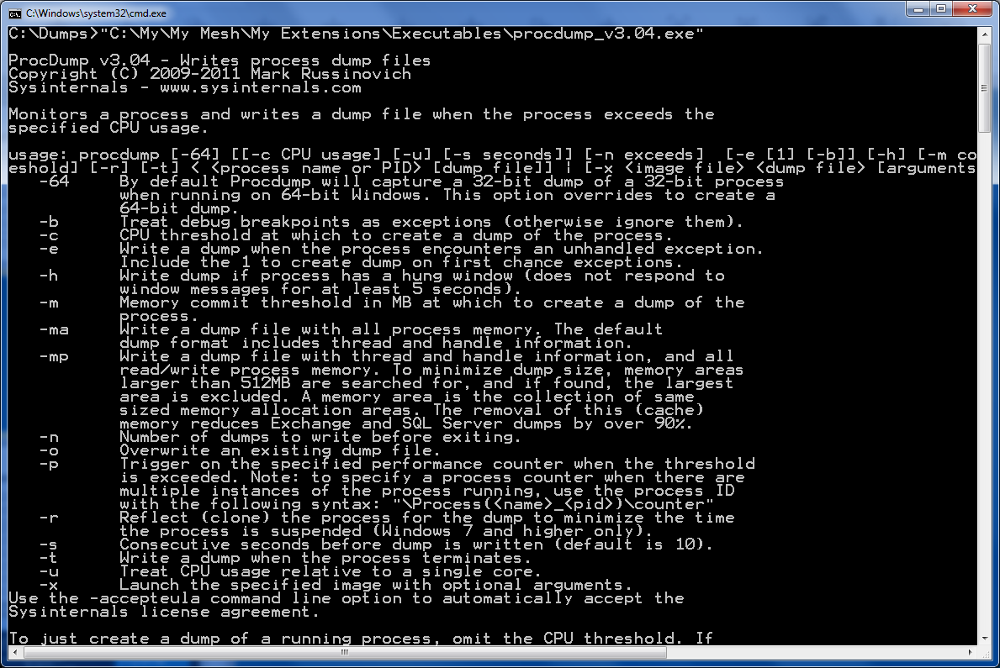 C:\Windows\system32\cmd.exe
C:\Dumps>"C:\My\My Mesh\My Extensions\Executables\procdump_v3.04.exe"
ProcDump v3.04 - Writes process dump files
Copyright (C) 2009-2011 Mark Russinovich
Sysinternals - www.sysinternals.com
Monitors a process and writes a dump file when the process exceeds the
specified CPU usage.
usage: procdump [-64] [[-c CPU usage] [-u] [-s seconds]] [-n exceeds]  [-e [1] [-b]] [-h] [-m co
eshold] [-r] [-t] < <process name or PID> [dump file]] | [-x <image file> <dump file> [arguments
   -64     By default Procdump will capture a 32-bit dump of a 32-bit process
           when running on 64-bit Windows. This option overrides to create a
           64-bit dump.
   -b      Treat debug breakpoints as exceptions (otherwise ignore them).
   -c      CPU threshold at which to create a dump of the process.
   -e      Write a dump when the process encounters an unhandled exception.
           Include the 1 to create dump on first chance exceptions.
   -h      Write dump if process has a hung window (does not respond to
           window messages for at least 5 seconds).
   -m      Memory commit threshold in MB at which to create a dump of the
           process.
   -ma     Write a dump file with all process memory. The default
           dump format includes thread and handle information.
   -mp     Write a dump file with thread and handle information, and all
           read/write process memory. To minimize dump size, memory areas
           larger than 512MB are searched for, and if found, the largest
           area is excluded. A memory area is the collection of same
           sized memory allocation areas. The removal of this (cache)
           memory reduces Exchange and SQL Server dumps by over 90%.
   -n      Number of dumps to write before exiting.
   -o      Overwrite an existing dump file.
   -p      Trigger on the specified performance counter when the threshold
           is exceeded. Note: to specify a process counter when there are
           multiple instances of the process running, use the process ID
           with the following syntax: "\Process(<name>_<pid>)\counter"
   -r      Reflect (clone) the process for the dump to minimize the time
           the process is suspended (Windows 7 and higher only).
   -s      Consecutive seconds before dump is written (default is 10).
   -t      Write a dump when the process terminates.
   -u      Treat CPU usage relative to a single core.
   -x      Launch the specified image with optional arguments.
Use the -accepteula command line option to automatically accept the
Sysinternals license agreement.
To just create a dump of a running process, omit the CPU threshold. If